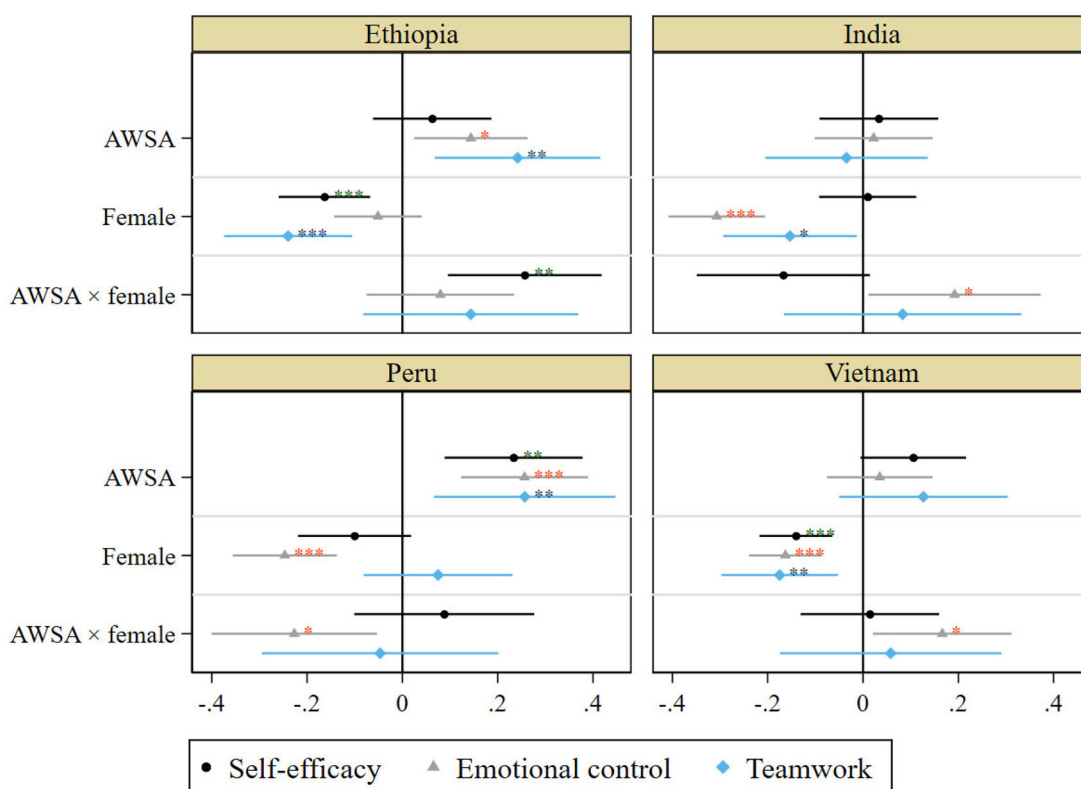 Ethiopia
India
AWSA
*
**
Female
***
***
***
*
AWSA × female
**
*
Peru
Vietnam
AWSA
**
***
**
Female
***
***
***
**
AWSA × female
*
*
-.4 -.2 0 .2 .4
-.4 -.2 0 .2 .4
Self-efficacy Emotional control Teamwork